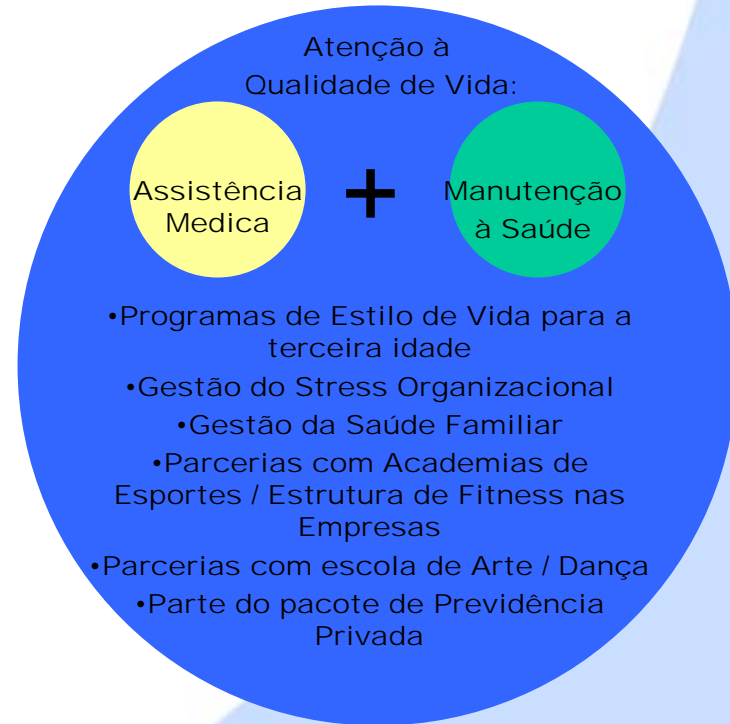 Atenção à
Qualidade de Vida:
Assistência
Medica
+
Manutenção
à Saúde
•Programas de Estilo de Vida para a
terceira idade
•Gestão do Stress Organizacional
•Gestão da Saúde Familiar
•Parcerias com Academias de
Esportes / Estrutura de Fitness nas
Empresas
•Parcerias com escola de Arte / Dança
•Parte do pacote de Previdência
Privada